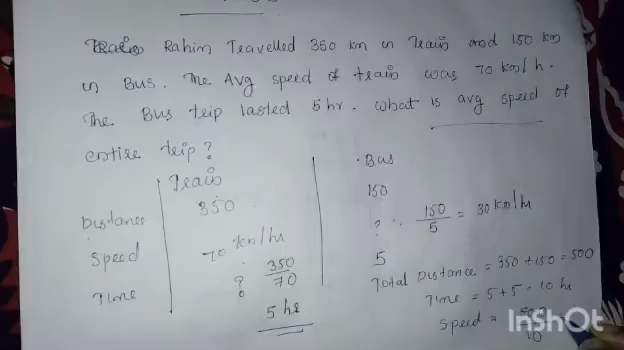 Rahim Travelled 350 km in Train and 150 km
in Bus. The Avg speed of train was 70 km/h.
The Bus trip lasted 5 hr. what is avg speed of
entire trip?
Train
Distance 350
Speed 70 km/hr
Time ? 350/70
5 hr
Bus
150
? 150/5 = 30 km/hr
5
Total Distance = 350 + 150 = 500
Time = 5 + 5 = 10 hr
Speed = 500/10
InShOt